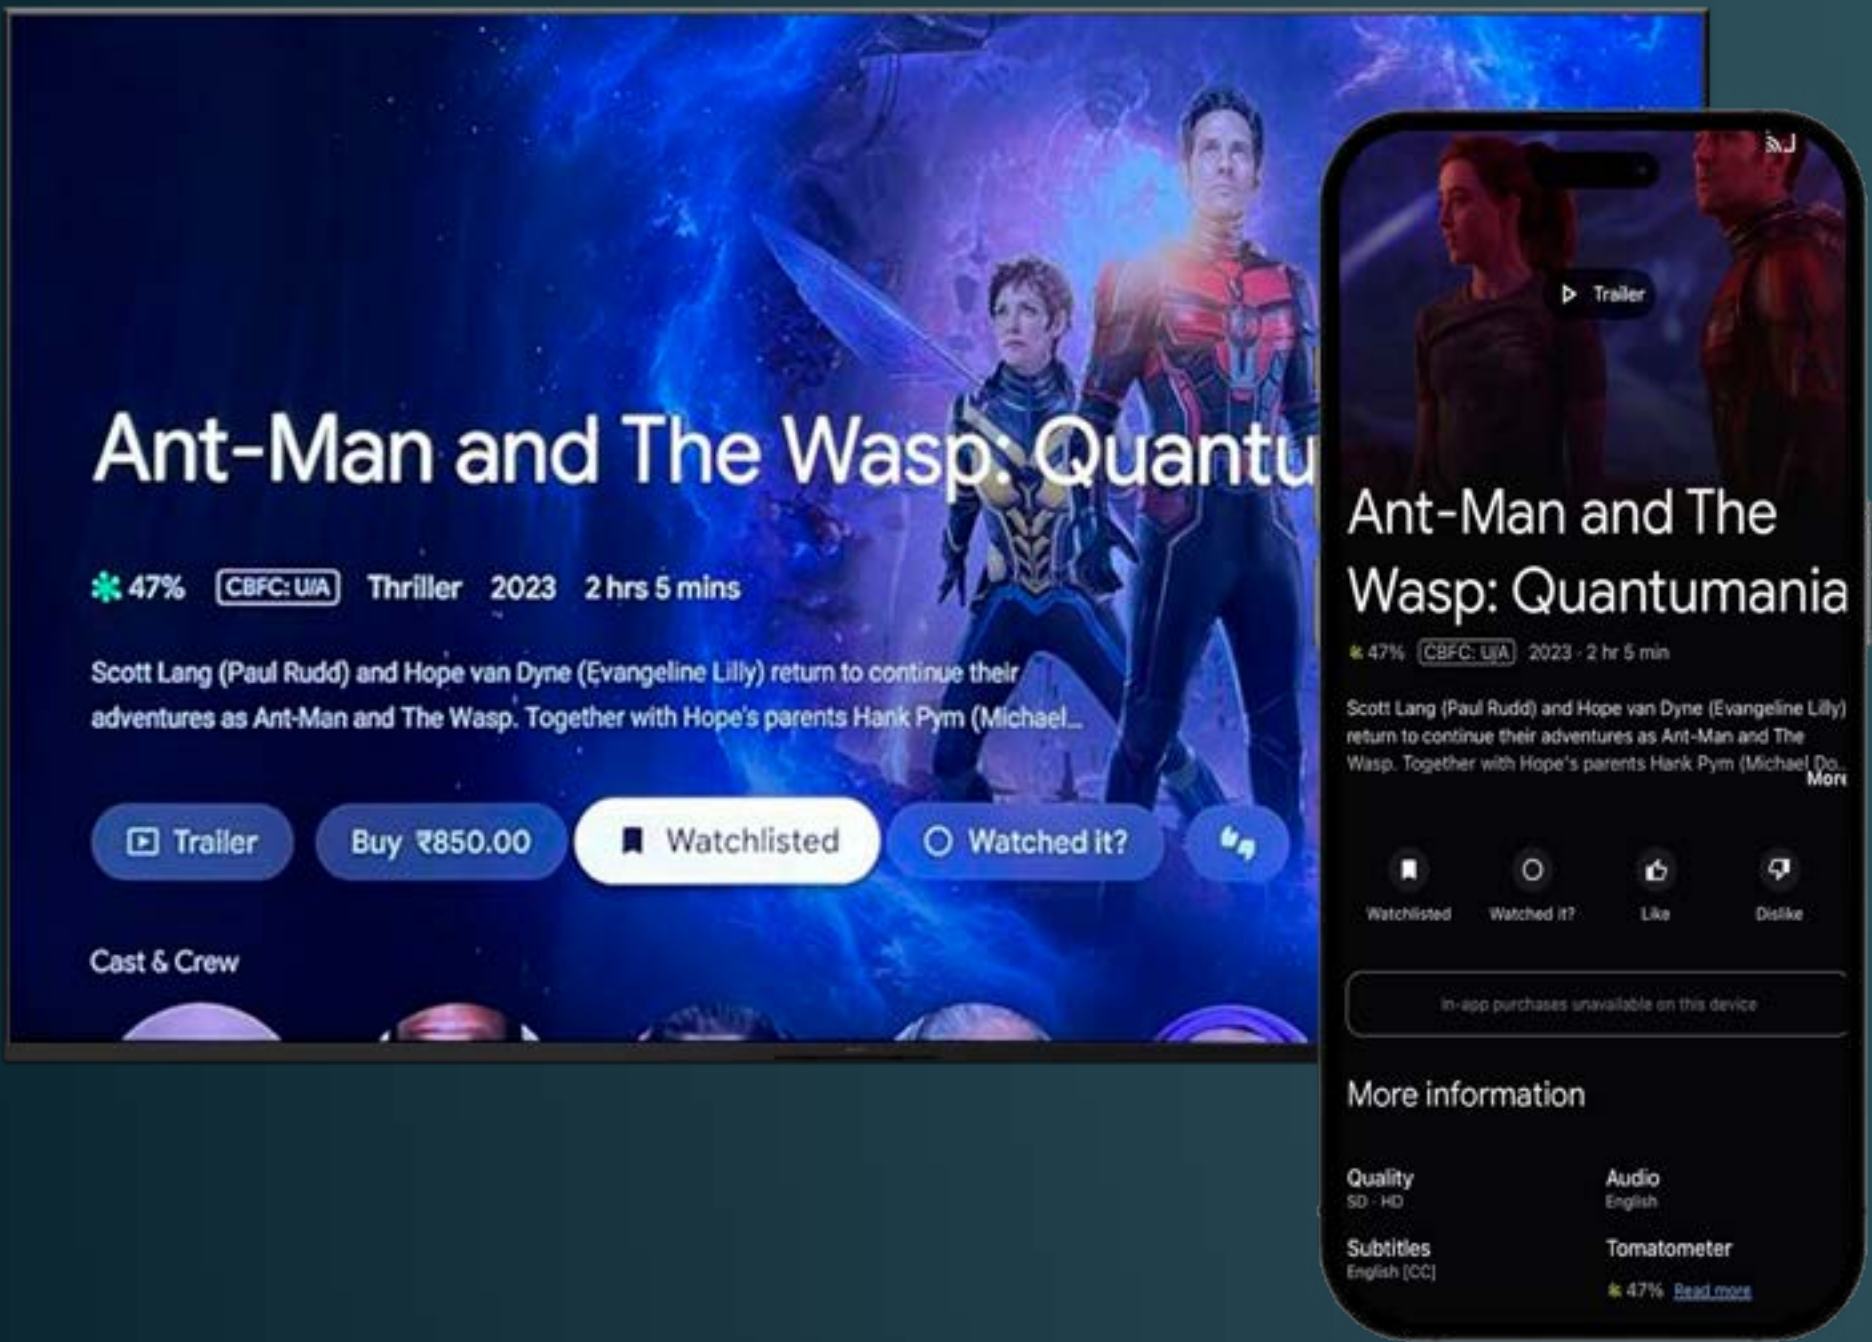 Ant-Man and The Wasp: Quantu
47% CBFC: U/A Thriller 2023 2 hrs 5 mins
Scott Lang (Paul Rudd) and Hope van Dyne (Evangeline Lilly) return to continue their
adventures as Ant-Man and The Wasp. Together with Hope's parents Hank Pym (Michael...
Trailer Buy ₹850.00 Watchlisted Watched it?
Cast & Crew
Trailer
Ant-Man and The
Wasp: Quantumania
47% CBFC: U/A 2023 · 2 hr 5 min
Scott Lang (Paul Rudd) and Hope van Dyne (Evangeline Lilly)
return to continue their adventures as Ant-Man and The
Wasp. Together with Hope's parents Hank Pym (Michael Do...
More
Watchlisted Watched it? Like Dislike
In-app purchases unavailable on this device
More information
Quality Audio
SD · HD English
Subtitles Tomatometer
English [CC]
47% Read more